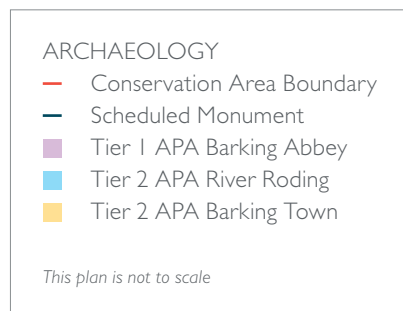 ARCHAEOLOGY
Conservation Area Boundary
Scheduled Monument
Tier 1 APA Barking Abbey
Tier 2 APA River Roding
Tier 2 APA Barking Town
This plan is not to scale